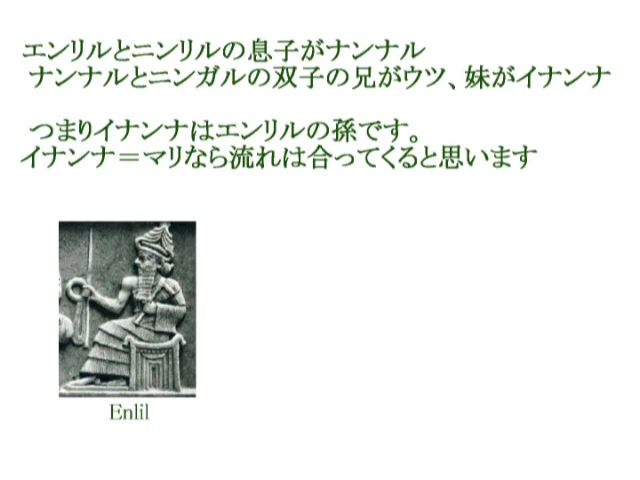 エンリルとニンリルの息子がナンナル
ナンナルとニンガルの双子の兄がウツ、妹がイナンナ
つまりイナンナはエンリルの孫です。
イナンナ＝マリなら流れは合ってくると思います
Enlil